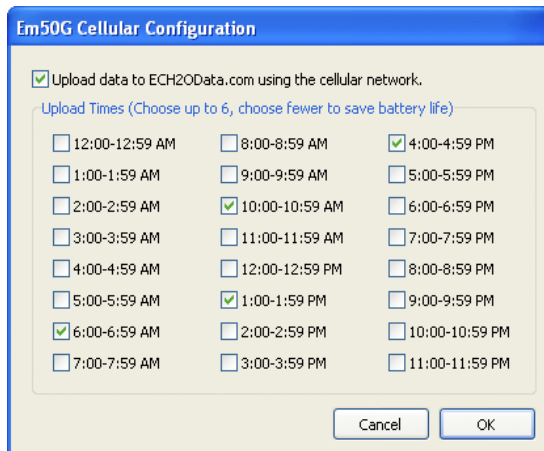 Em50G Cellular Configuration
Upload data to ECH2OData.com using the cellular network.
Upload Times (Choose up to 6, choose fewer to save battery life)
12:00-12:59 AM
1:00-1:59 AM
2:00-2:59 AM
3:00-3:59 AM
4:00-4:59 AM
5:00-5:59 AM
6:00-6:59 AM
7:00-7:59 AM
8:00-8:59 AM
9:00-9:59 AM
10:00-10:59 AM
11:00-11:59 AM
12:00-12:59 PM
1:00-1:59 PM
2:00-2:59 PM
3:00-3:59 PM
4:00-4:59 PM
5:00-5:59 PM
6:00-6:59 PM
7:00-7:59 PM
8:00-8:59 PM
9:00-9:59 PM
10:00-10:59 PM
11:00-11:59 PM
Cancel
OK